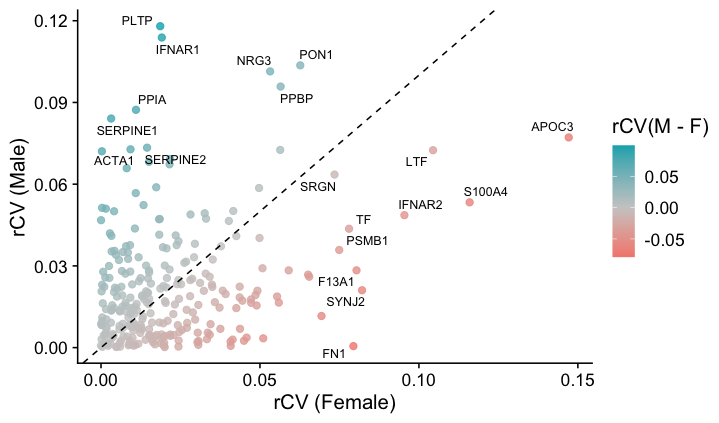 0.12
0.09
0.06
0.03
0.00
rCV (Male)
PLTP
IFNAR1
NRG3
PON1
PPBP
PPIA
SERPINE1
ACTA1
SERPINE2
APOC3
LTF
SRGN
S100A4
IFNAR2
TF
PSMB1
F13A1
SYNJ2
FN1
0.00
0.05
0.10
0.15
rCV (Female)
rCV(M - F)
0.05
0.00
-0.05